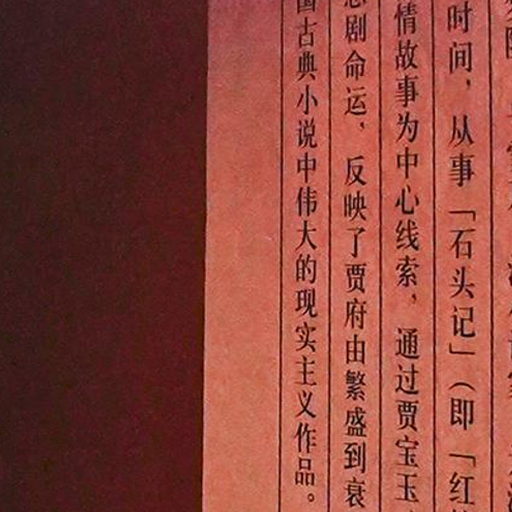 时间，从事「石头记」（即「红
情故事为中心线索，通过贾宝玉、
剧命运，反映了贾府由繁盛到衰
国古典小说中伟大的现实主义作品。